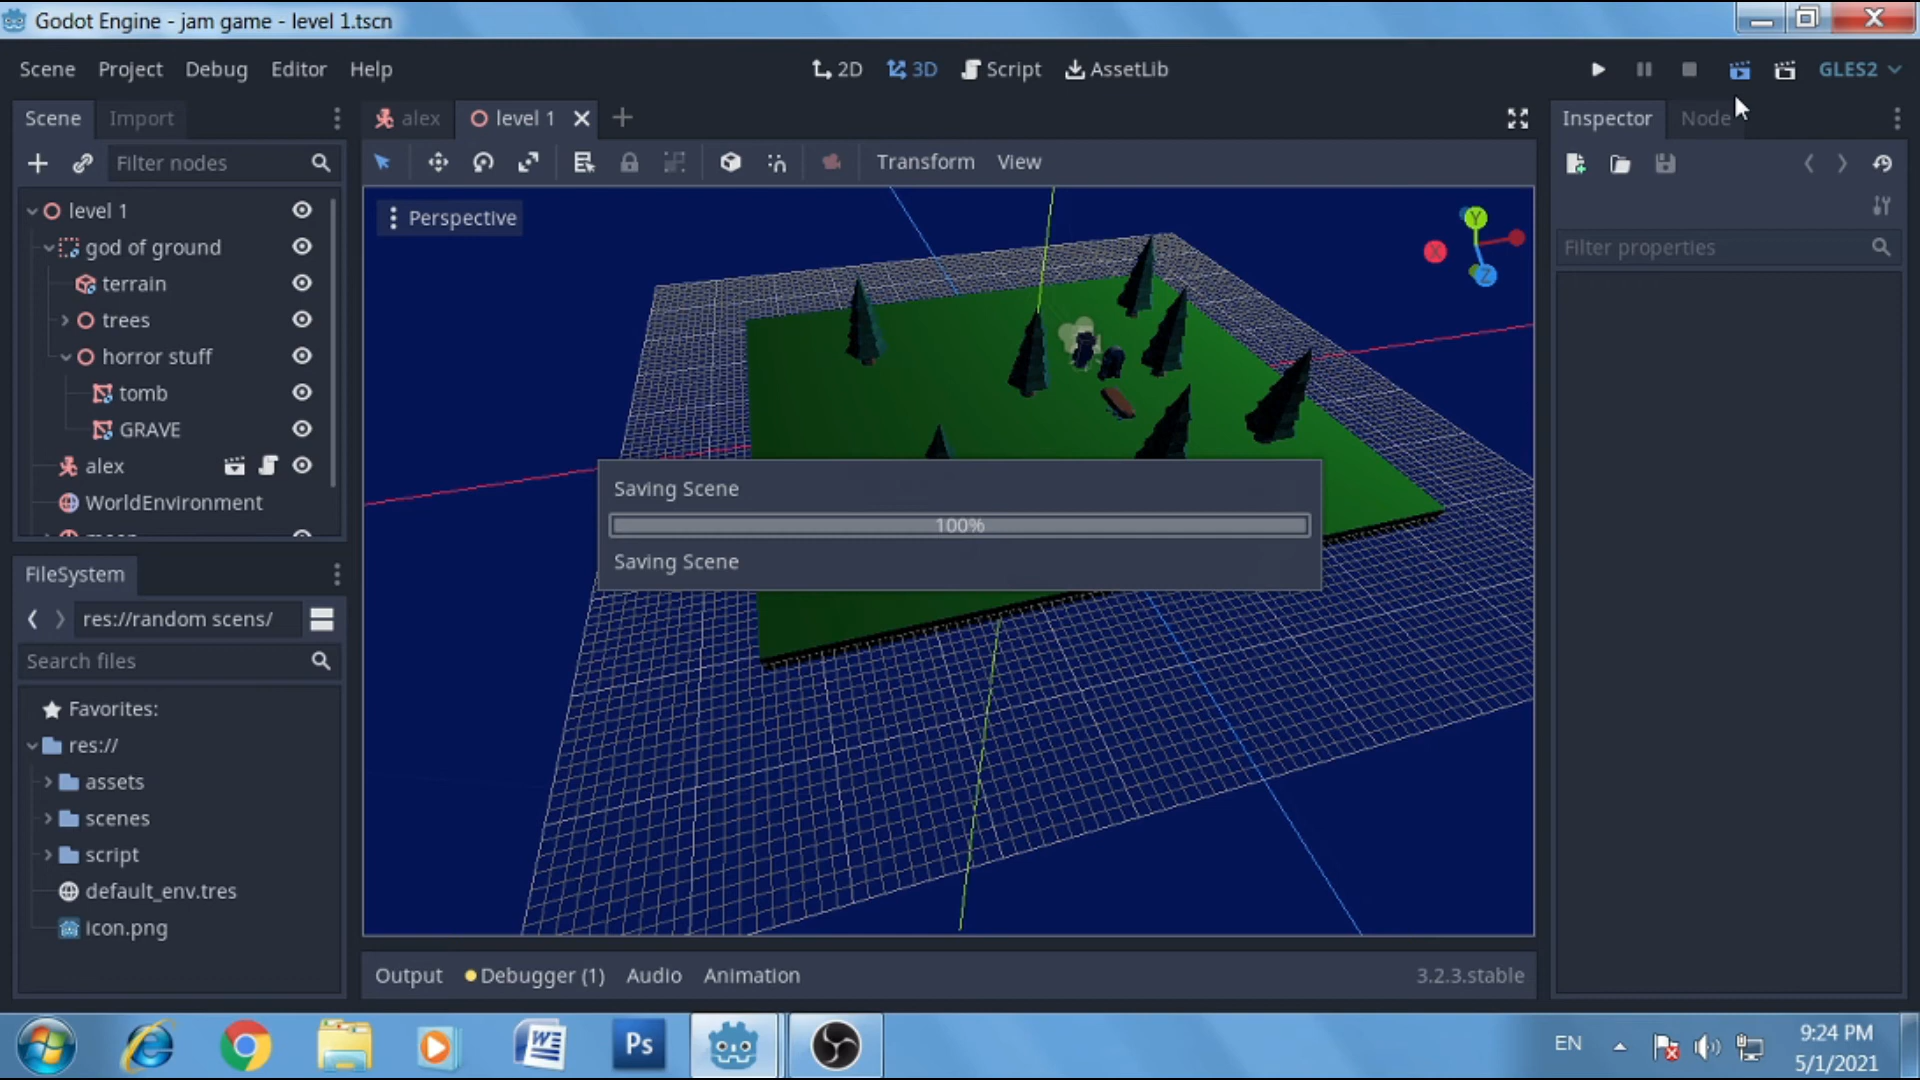 Godot Engine - jam game - level 1.tscn
Scene Project Debug Editor Help
2D 3D Script AssetLib
GLES2
Scene Import
alex level 1
Inspector Node
Filter nodes
Transform View
level 1
god of ground
terrain
trees
horror stuff
tomb
GRAVE
alex
WorldEnvironment
Perspective
Y
X
Z
Filter properties
Saving Scene
100%
Saving Scene
FileSystem
res://random scens/
Search files
Favorites:
res://
assets
scenes
script
default_env.tres
icon.png
Output Debugger (1) Audio Animation 3.2.3.stable
W
Ps
EN
9:24 PM
5/1/2021